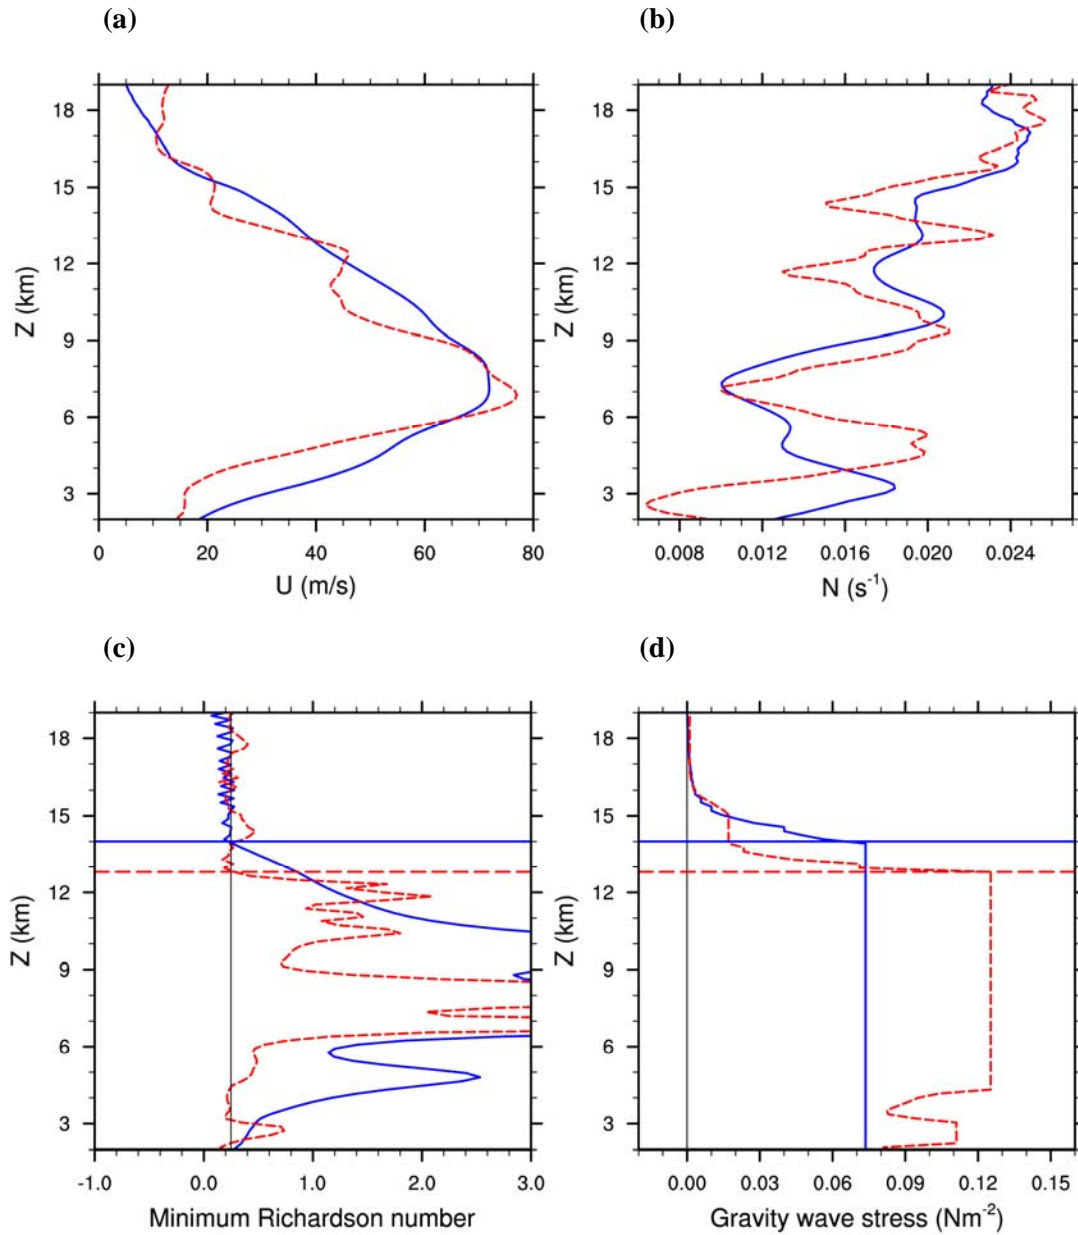 (a) (b)
18 18
15 15
12 12
Z (km) Z (km)
9 9
6 6
3 3
0 20 40 60 80 0.008 0.012 0.016 0.020 0.024
U (m/s) N (s⁻¹)
(c) (d)
18 18
15 15
12 12
Z (km) Z (km)
9 9
6 6
3 3
-1.0 0.0 1.0 2.0 3.0 0.00 0.03 0.06 0.09 0.12 0.15
Minimum Richardson number Gravity wave stress (Nm⁻²)